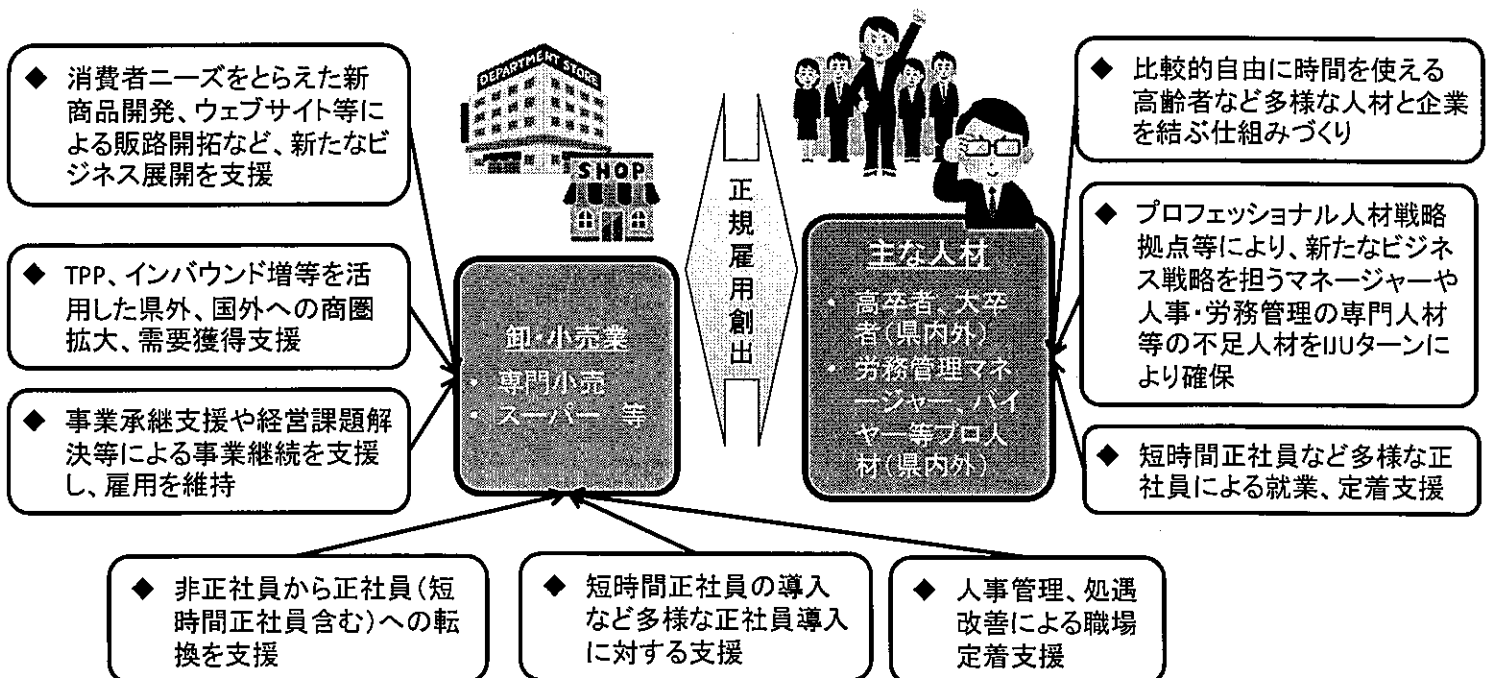 ◆ 消費者ニーズをとらえた新
商品開発、ウェブサイト等に
よる販路開拓など、新たなビ
ジネス展開を支援
◆ TPP、インバウンド増等を活
用した県外、国外への商圏
拡大、需要獲得支援
◆ 事業承継支援や経営課題解
決等による事業継続を支援
し、雇用を維持
DEPARTMENT STORE
SHOP
卸・小売業
・ 専門小売
・ スーパー 等
正規雇用創出
主な人材
・ 高卒者、大卒
者(県内外)
・ 労務管理マネ
ージャー、バイ
ヤー等プロ人
材(県内外)
◆ 比較的自由に時間を使える
高齢者など多様な人材と企業
を結ぶ仕組みづくり
◆ プロフェッショナル人材戦略
拠点等により、新たなビジネ
ス戦略を担うマネージャーや
人事・労務管理の専門人材
等の不足人材をIJUターンに
より確保
◆ 短時間正社員など多様な正
社員による就業、定着支援
◆ 非正社員から正社員(短
時間正社員含む)への転
換を支援
◆ 短時間正社員の導入
など多様な正社員導入
に対する支援
◆ 人事管理、処遇
改善による職場
定着支援